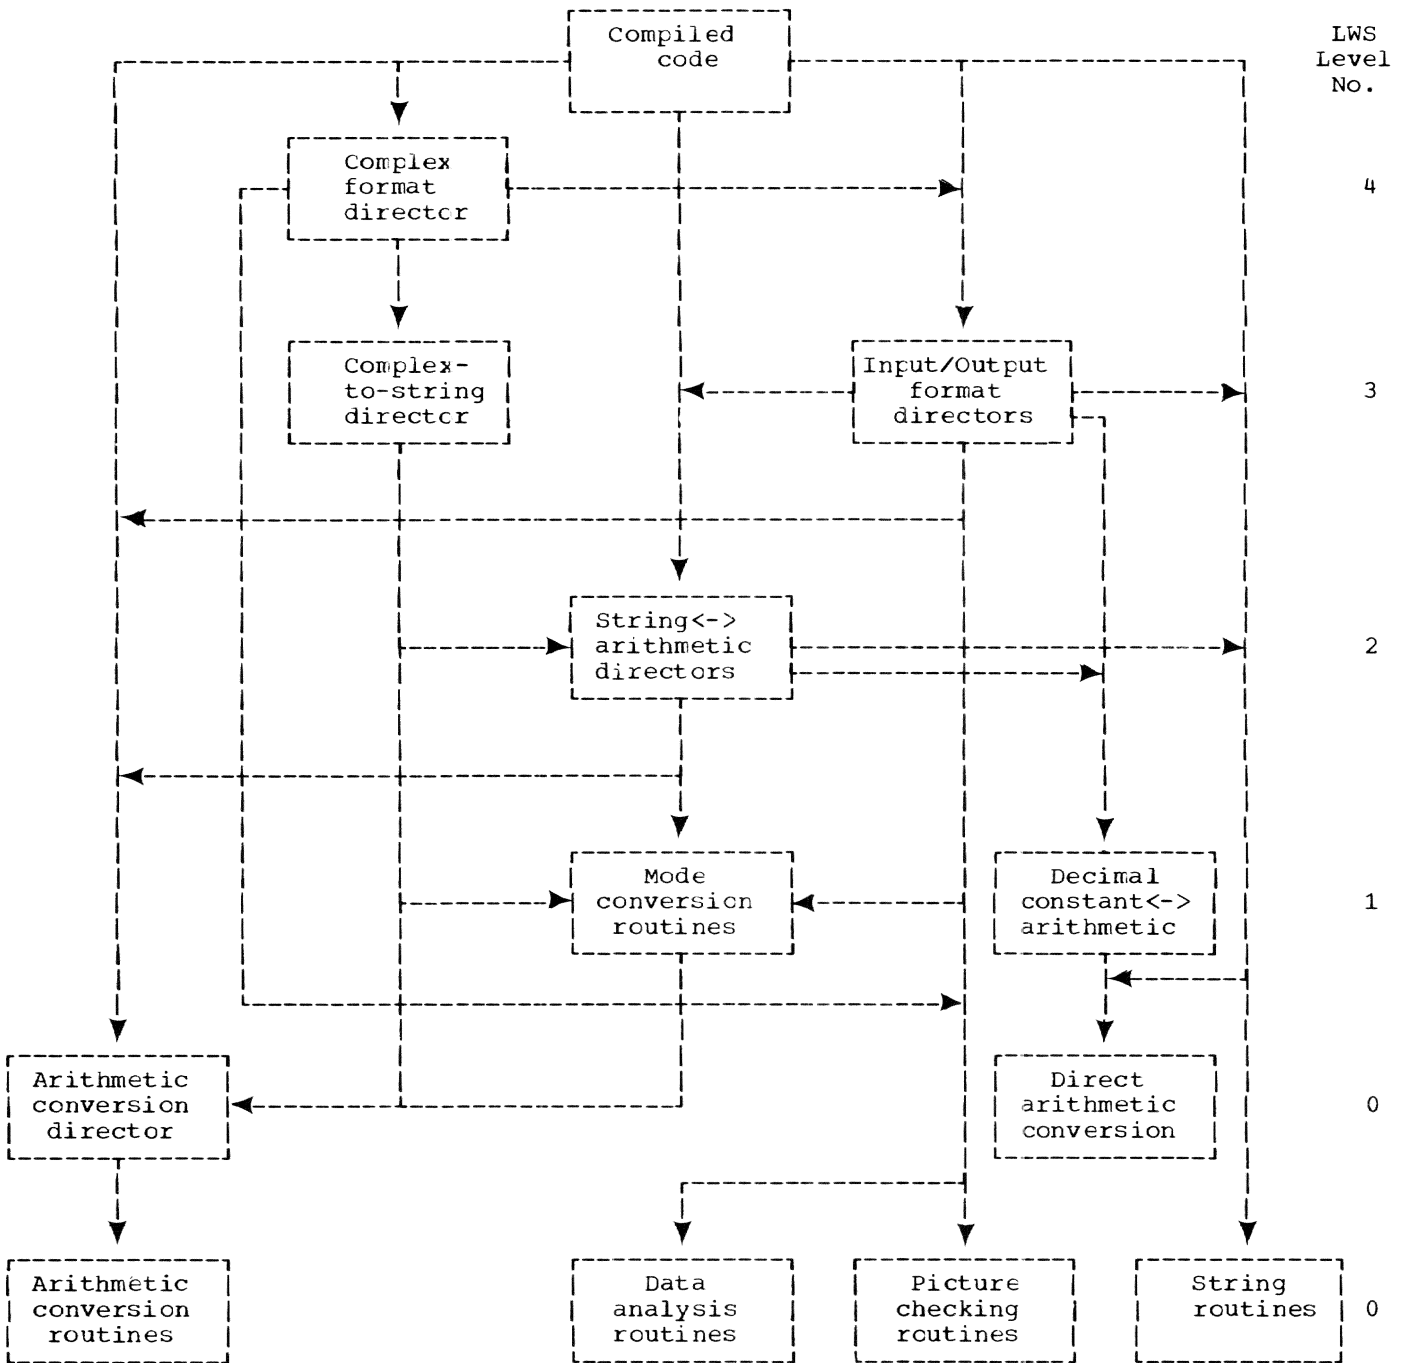 Compiled
code
LWS
Level
No.
Complex
format
director
4
Complex-
to-string
director
Input/Output
format
directors
3
String<->
arithmetic
directors
2
Mode
conversion
routines
Decimal
constant<->
arithmetic
1
Arithmetic
conversion
director
Direct
arithmetic
conversion
0
Arithmetic
conversion
routines
Data
analysis
routines
Picture
checking
routines
String
routines
0